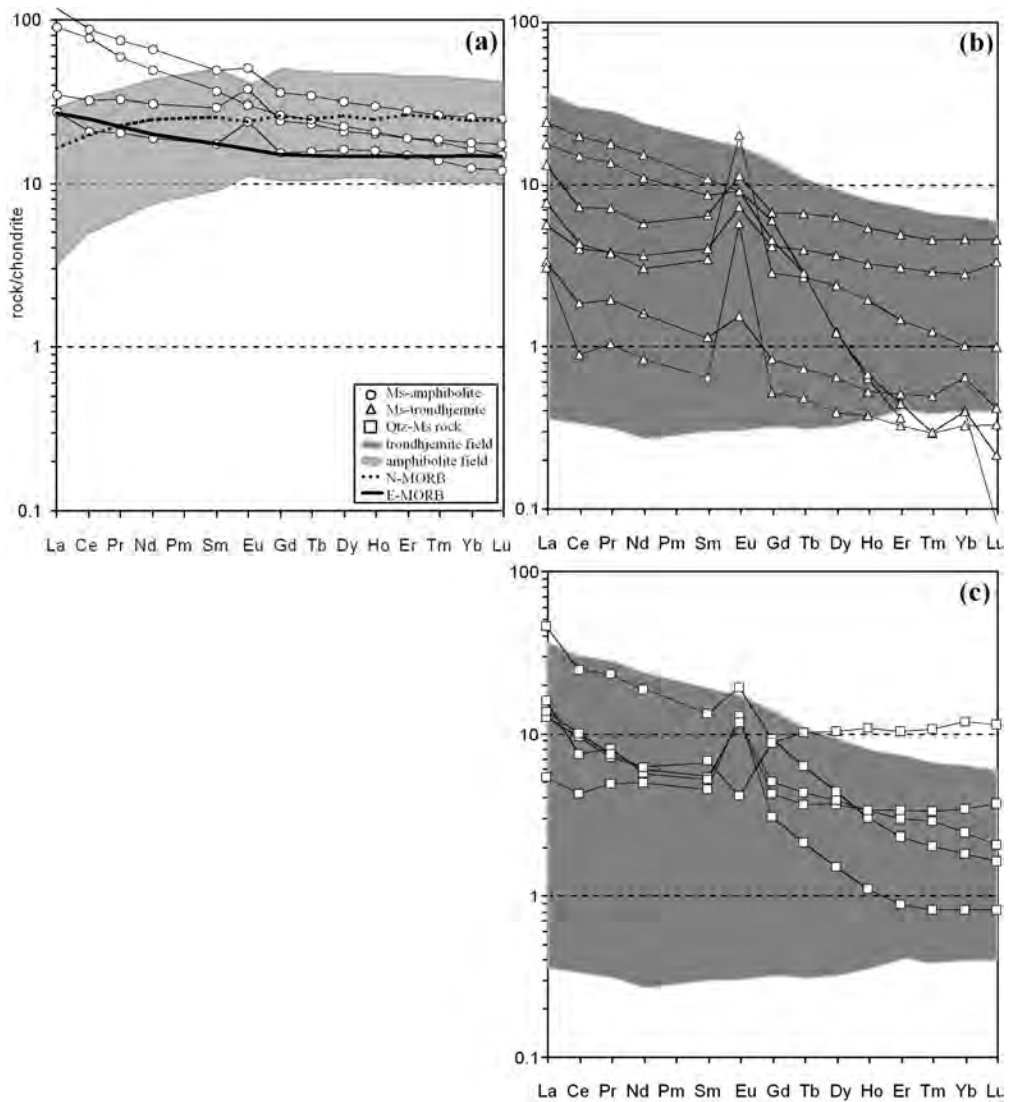 100
10
1
0.1
rock/chondrite
(a)
Ms-amphibolite
Ms-trondhjemite
Qtz-Ms rock
trondhjemite field
amphibolite field
N-MORB
E-MORB
La Ce Pr Nd Pm Sm Eu Gd Tb Dy Ho Er Tm Yb Lu
100
10
1
0.1
(b)
La Ce Pr Nd Pm Sm Eu Gd Tb Dy Ho Er Tm Yb Lu
100
10
1
0.1
(c)
La Ce Pr Nd Pm Sm Eu Gd Tb Dy Ho Er Tm Yb Lu